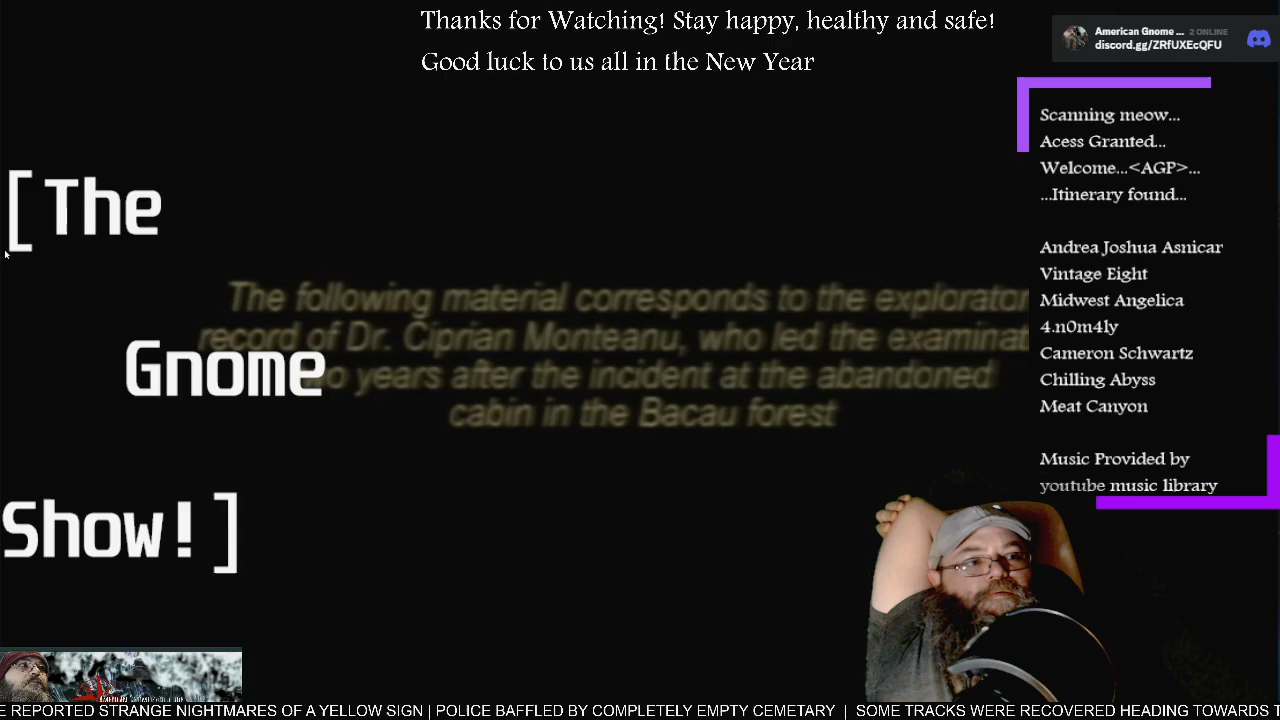 Thanks for Watching! Stay happy, healthy and safe!
Good luck to us all in the New Year
American Gnome ... 2 ONLINE
discord.gg/ZRfUXEcQFU
Scanning meow...
Acess Granted...
Welcome...<AGP>...
...Itinerary found...
Andrea Joshua Asnicar
Vintage Eight
Midwest Angelica
4.n0m4ly
Cameron Schwartz
Chilling Abyss
Meat Canyon
Music Provided by
youtube music library
[The
Gnome
Show!]
The following material corresponds to the explorator
record of Dr. Ciprian Monteanu, who led the examinat
o years after the incident at the abandoned
cabin in the Bacau forest
E REPORTED STRANGE NIGHTMARES OF A YELLOW SIGN | POLICE BAFFLED BY COMPLETELY EMPTY CEMETARY | SOME TRACKS WERE RECOVERED HEADING TOWARDS T